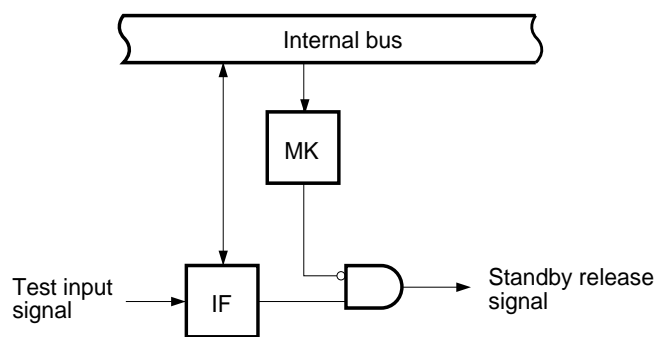 Internal bus
MK
Test input
signal
IF
Standby release
signal